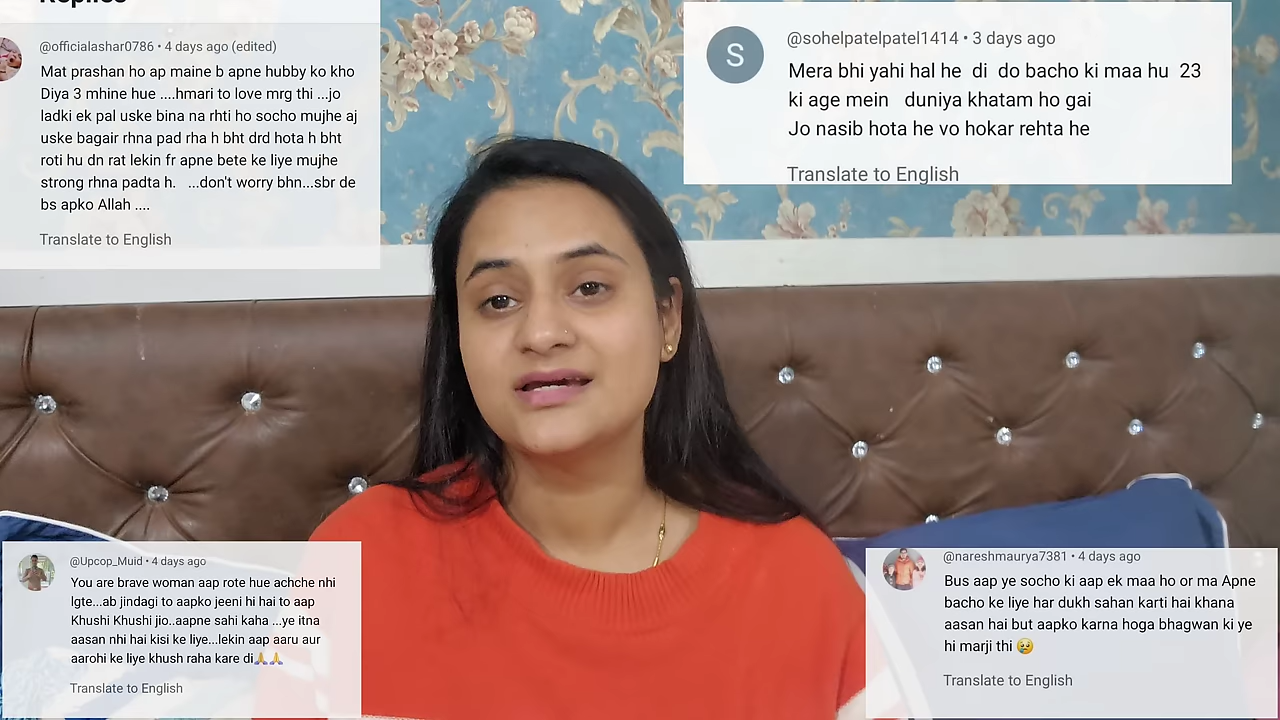 Replies
@officialashar0786 • 4 days ago (edited)
Mat prashan ho ap maine b apne hubby ko kho
Diya 3 mhine hue ....hmari to love mrg thi ...jo
ladki ek pal uske bina na rhti ho socho mujhe aj
uske bagair rhna pad rha h bht drd hota h bht
roti hu dn rat lekin fr apne bete ke liye mujhe
strong rhna padta h. ...don't worry bhn...sbr de
bs apko Allah ....
Translate to English
S
@sohelpatelpatel1414 • 3 days ago
Mera bhi yahi hal he di do bacho ki maa hu 23
ki age mein duniya khatam ho gai
Jo nasib hota he vo hokar rehta he
Translate to English
@Upcop_Muid • 4 days ago
You are brave woman aap rote hue achche nhi
lgte...ab jindagi to aapko jeeni hi hai to aap
Khushi Khushi jio..aapne sahi kaha ...ye itna
aasan nhi hai kisi ke liye...lekin aap aaru aur
aarohi ke liye khush raha kare di🙏🙏
Translate to English
@nareshmaurya7381 • 4 days ago
Bus aap ye socho ki aap ek maa ho or ma Apne
bacho ke liye har dukh sahan karti hai khana
aasan hai but aapko karna hoga bhagwan ki ye
hi marji thi 😢
Translate to English